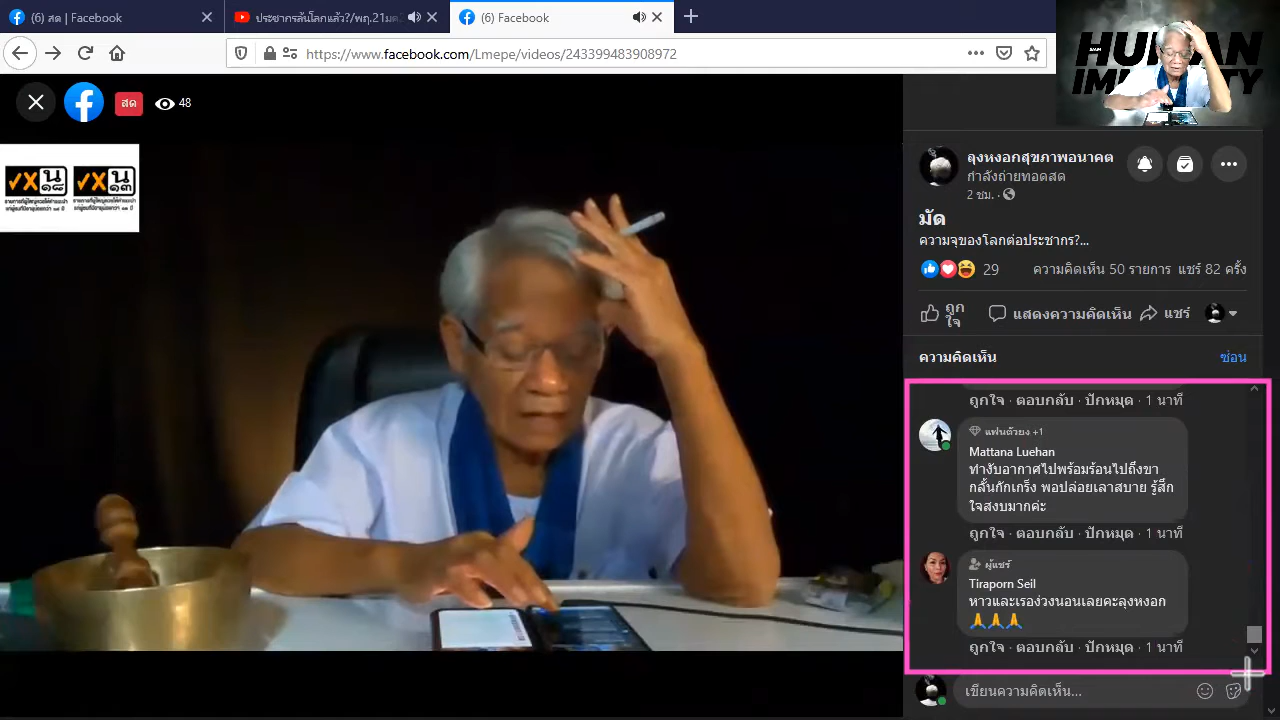 (6) สด | Facebook
ประชากรล้นโลกแล้ว?/พฤ.21มค
(6) Facebook
https://www.facebook.com/Lmepe/videos/243399483908972
สด
48
√X น ๑๘
√X น ๑๓
HUMAN
ลุงหงอกสุขภาพอนาคต
กำลังถ่ายทอดสด
2 ชม.
มัด
ความจุของโลกต่อประชากร?...
29
ความคิดเห็น 50 รายการ แชร์ 82 ครั้ง
ถูกใจ
แสดงความคิดเห็น
แชร์
ความคิดเห็น
ซ่อน
ถูกใจ · ตอบกลับ · ปักหมุด · 1 นาที
แฟนตัวยง +1
Mattana Luehan
ทำงับอากาศไปพร้อมร้อนไปถึงขา
กลั้นกักเกร็ง พอปล่อยเลาสบาย รู้สึก
ใจสงบมากค่ะ
ถูกใจ · ตอบกลับ · ปักหมุด · 1 นาที
ผู้แชร์
Tiraporn Seil
หาวและเรอง่วงนอนเลยคะลุงหงอก
🙏🙏🙏
ถูกใจ · ตอบกลับ · ปักหมุด · 1 นาที
เขียนความคิดเห็น...